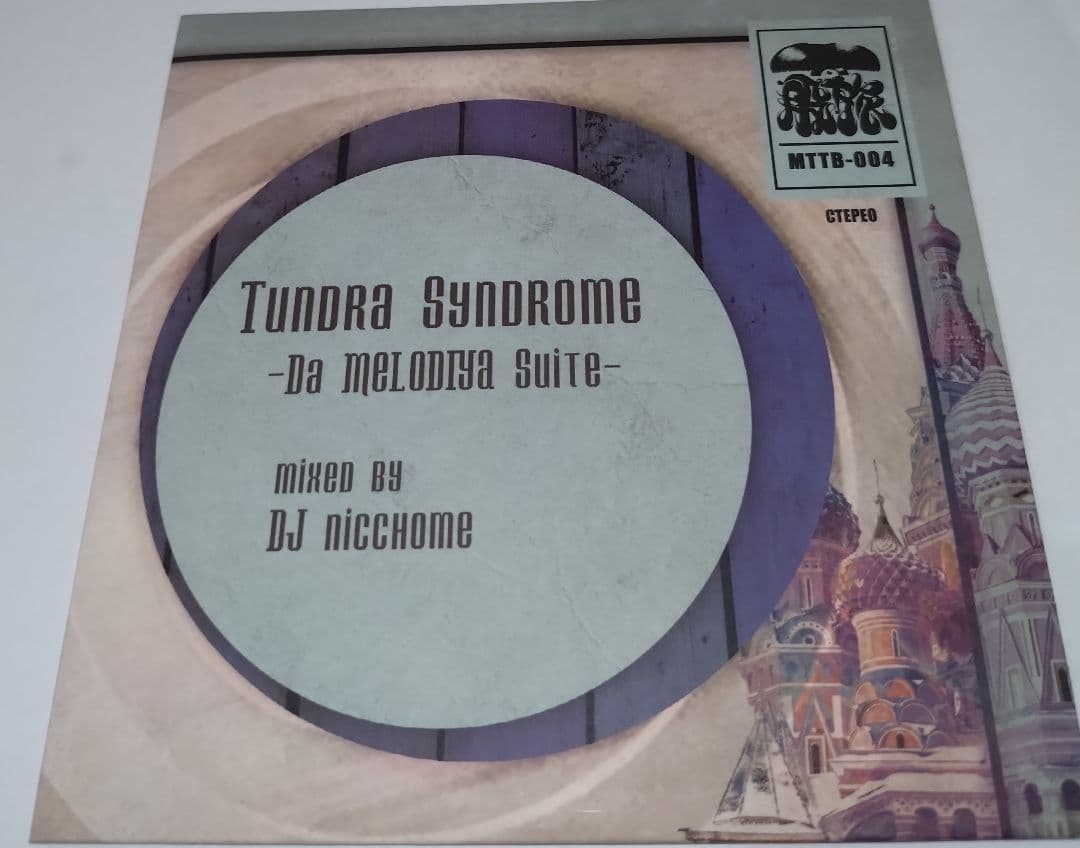 MTTB-004
СТЕРЕО
Tundra Syndrome
-Da MELODIYA Suite-
mixed by
DJ nicchome